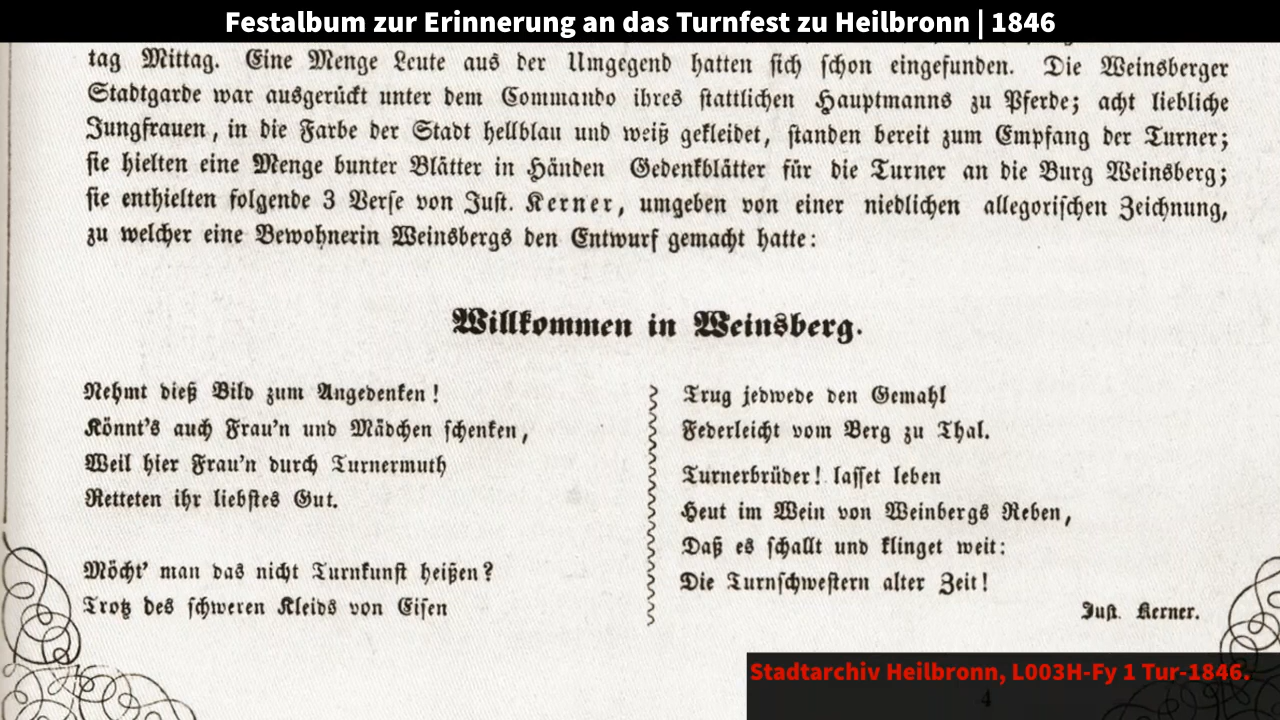 Festalbum zur Erinnerung an das Turnfest zu Heilbronn | 1846
tag Mittag. Eine Menge Leute aus der Umgegend hatten sich schon eingefunden. Die Weinsberger
Stadtgarde war ausgerückt unter dem Commando ihres stattlichen Hauptmanns zu Pferde; acht liebliche
Jungfrauen, in die Farbe der Stadt hellblau und weiß gekleidet, standen bereit zum Empfang der Turner;
sie hielten eine Menge bunter Blätter in Händen Gedenkblätter für die Turner an die Burg Weinsberg;
sie enthielten folgende 3 Verse von Just. Kerner, umgeben von einer niedlichen allegorischen Zeichnung,
zu welcher eine Bewohnerin Weinsbergs den Entwurf gemacht hatte:
Willkommen in Weinsberg.
Nehmt dieß Bild zum Angedenken!
Könnt's auch Frau'n und Mädchen schenken,
Weil hier Frau'n durch Turnermuth
Retteten ihr liebstes Gut.
Möcht' man das nicht Turnkunst heißen?
Trotz des schweren Kleids von Eisen
Trug jedwede den Gemahl
Federleicht vom Berg zu Thal.
Turnerbrüder! lasset leben
Heut im Wein von Weinbergs Reben,
Daß es schallt und klinget weit:
Die Turnschwestern alter Zeit!
Just. Kerner.
Stadtarchiv Heilbronn, L003H-Fy 1 Tur-1846.
4